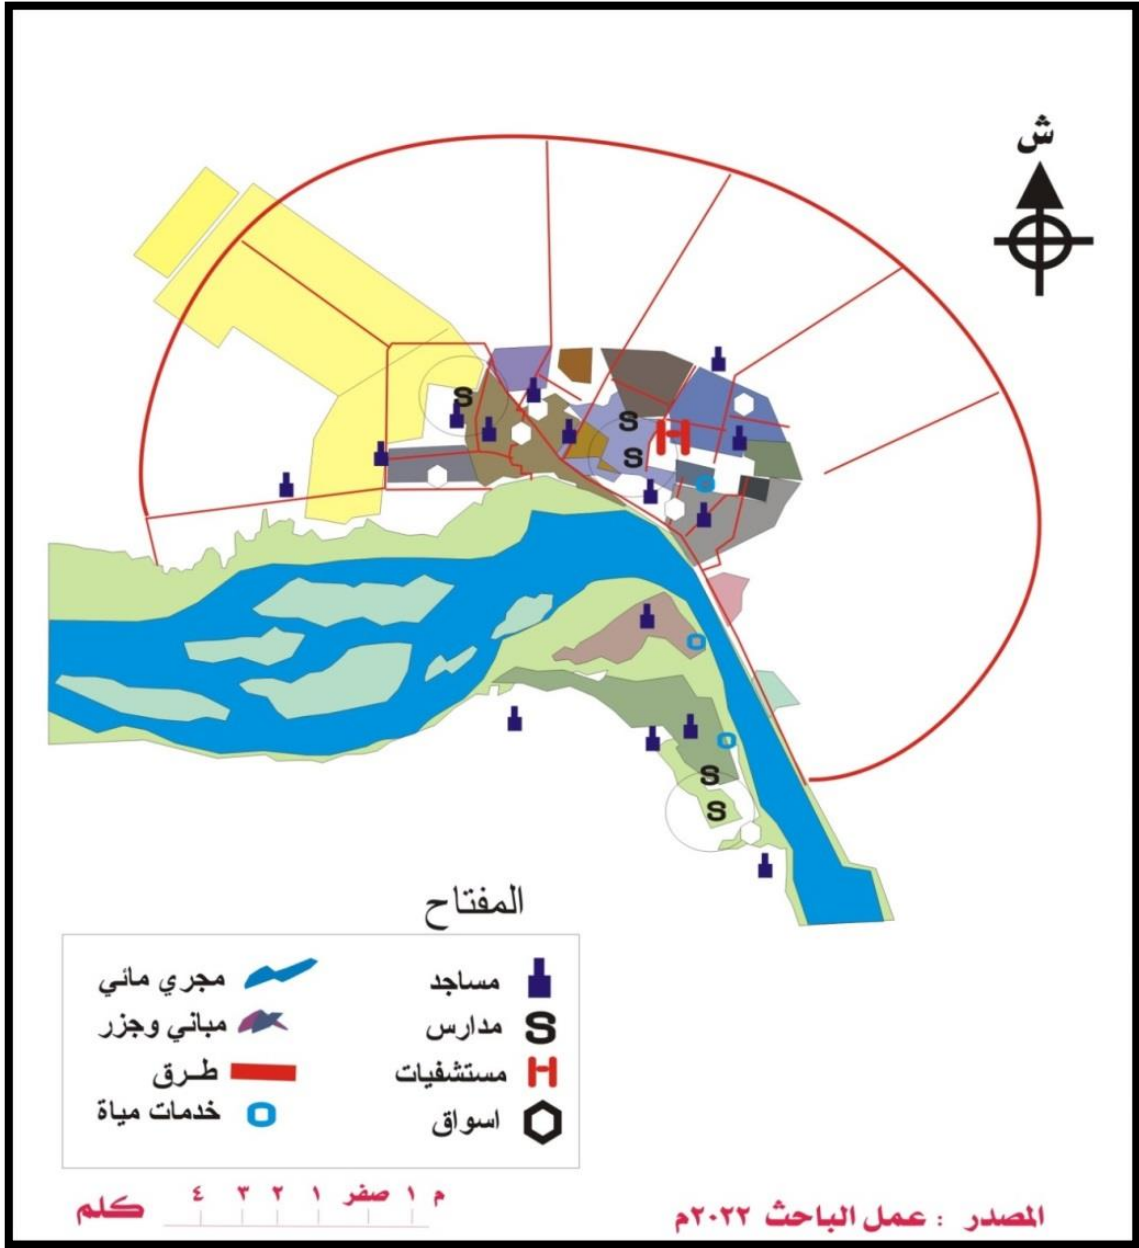 ش
S
S
H
S
S
S
المفتاح
مساجد
مدارس S
مستشفيات H
اسواق
مجري مائي
مباني وجزر
طـرق
خدمات مياة
م ١ صفر ١ ٢ ٣ ٤ كلم
المصدر : عمل الباحث ٢٠٢٢م